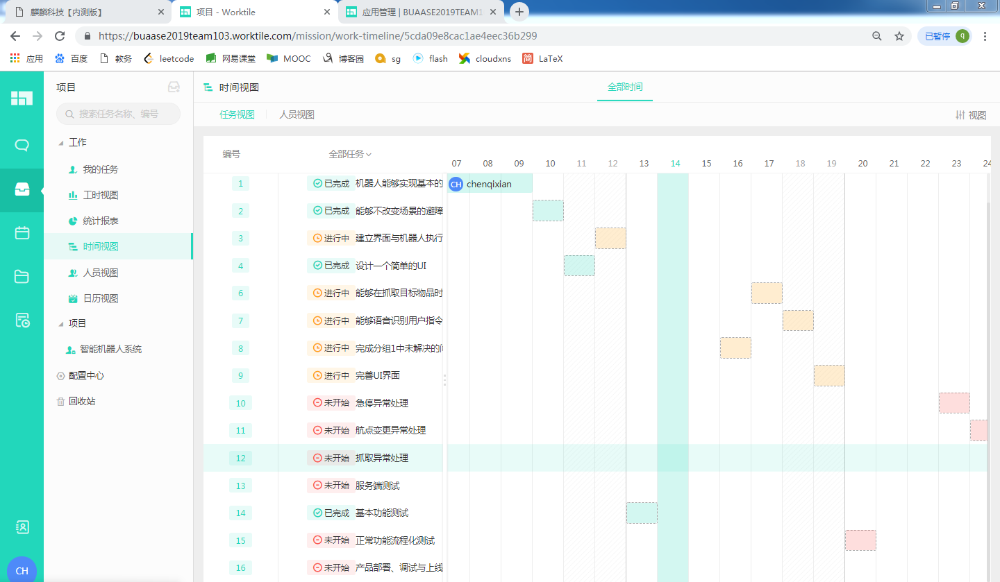 麒麟科技【内测版】
项目 - Worktile
应用管理 | BUAASE2019TEAM1
https://buaase2019team103.worktile.com/mission/work-timeline/5cda09e8cac1ae4eec36b299
已暂停 q
应用 百度 教务 leetcode 网易课堂 MOOC 博客园 sg flash cloudxns 简 LaTeX
项目
搜索任务名称、编号
工作
我的任务
工时视图
统计报表
时间视图
人员视图
日历视图
项目
智能机器人系统
配置中心
回收站
CH
时间视图 全部时间
任务视图 人员视图 视图
编号 全部任务
07 08 09 10 11 12 13 14 15 16 17 18 19 20 21 22 23 24
1 已完成 机器人能够实现基本的 CH chenqixian
2 已完成 能够不改变场景的避障
3 进行中 建立界面与机器人执行
4 已完成 设计一个简单的UI
6 进行中 能够在抓取目标物品时
7 进行中 能够语音识别用户指令
8 进行中 完成分组1中未解决的问
9 进行中 完善UI界面
10 未开始 急停异常处理
11 未开始 航点变更异常处理
12 未开始 抓取异常处理
13 未开始 服务端测试
14 已完成 基本功能测试
15 未开始 正常功能流程化测试
16 未开始 产品部署、调试与上线